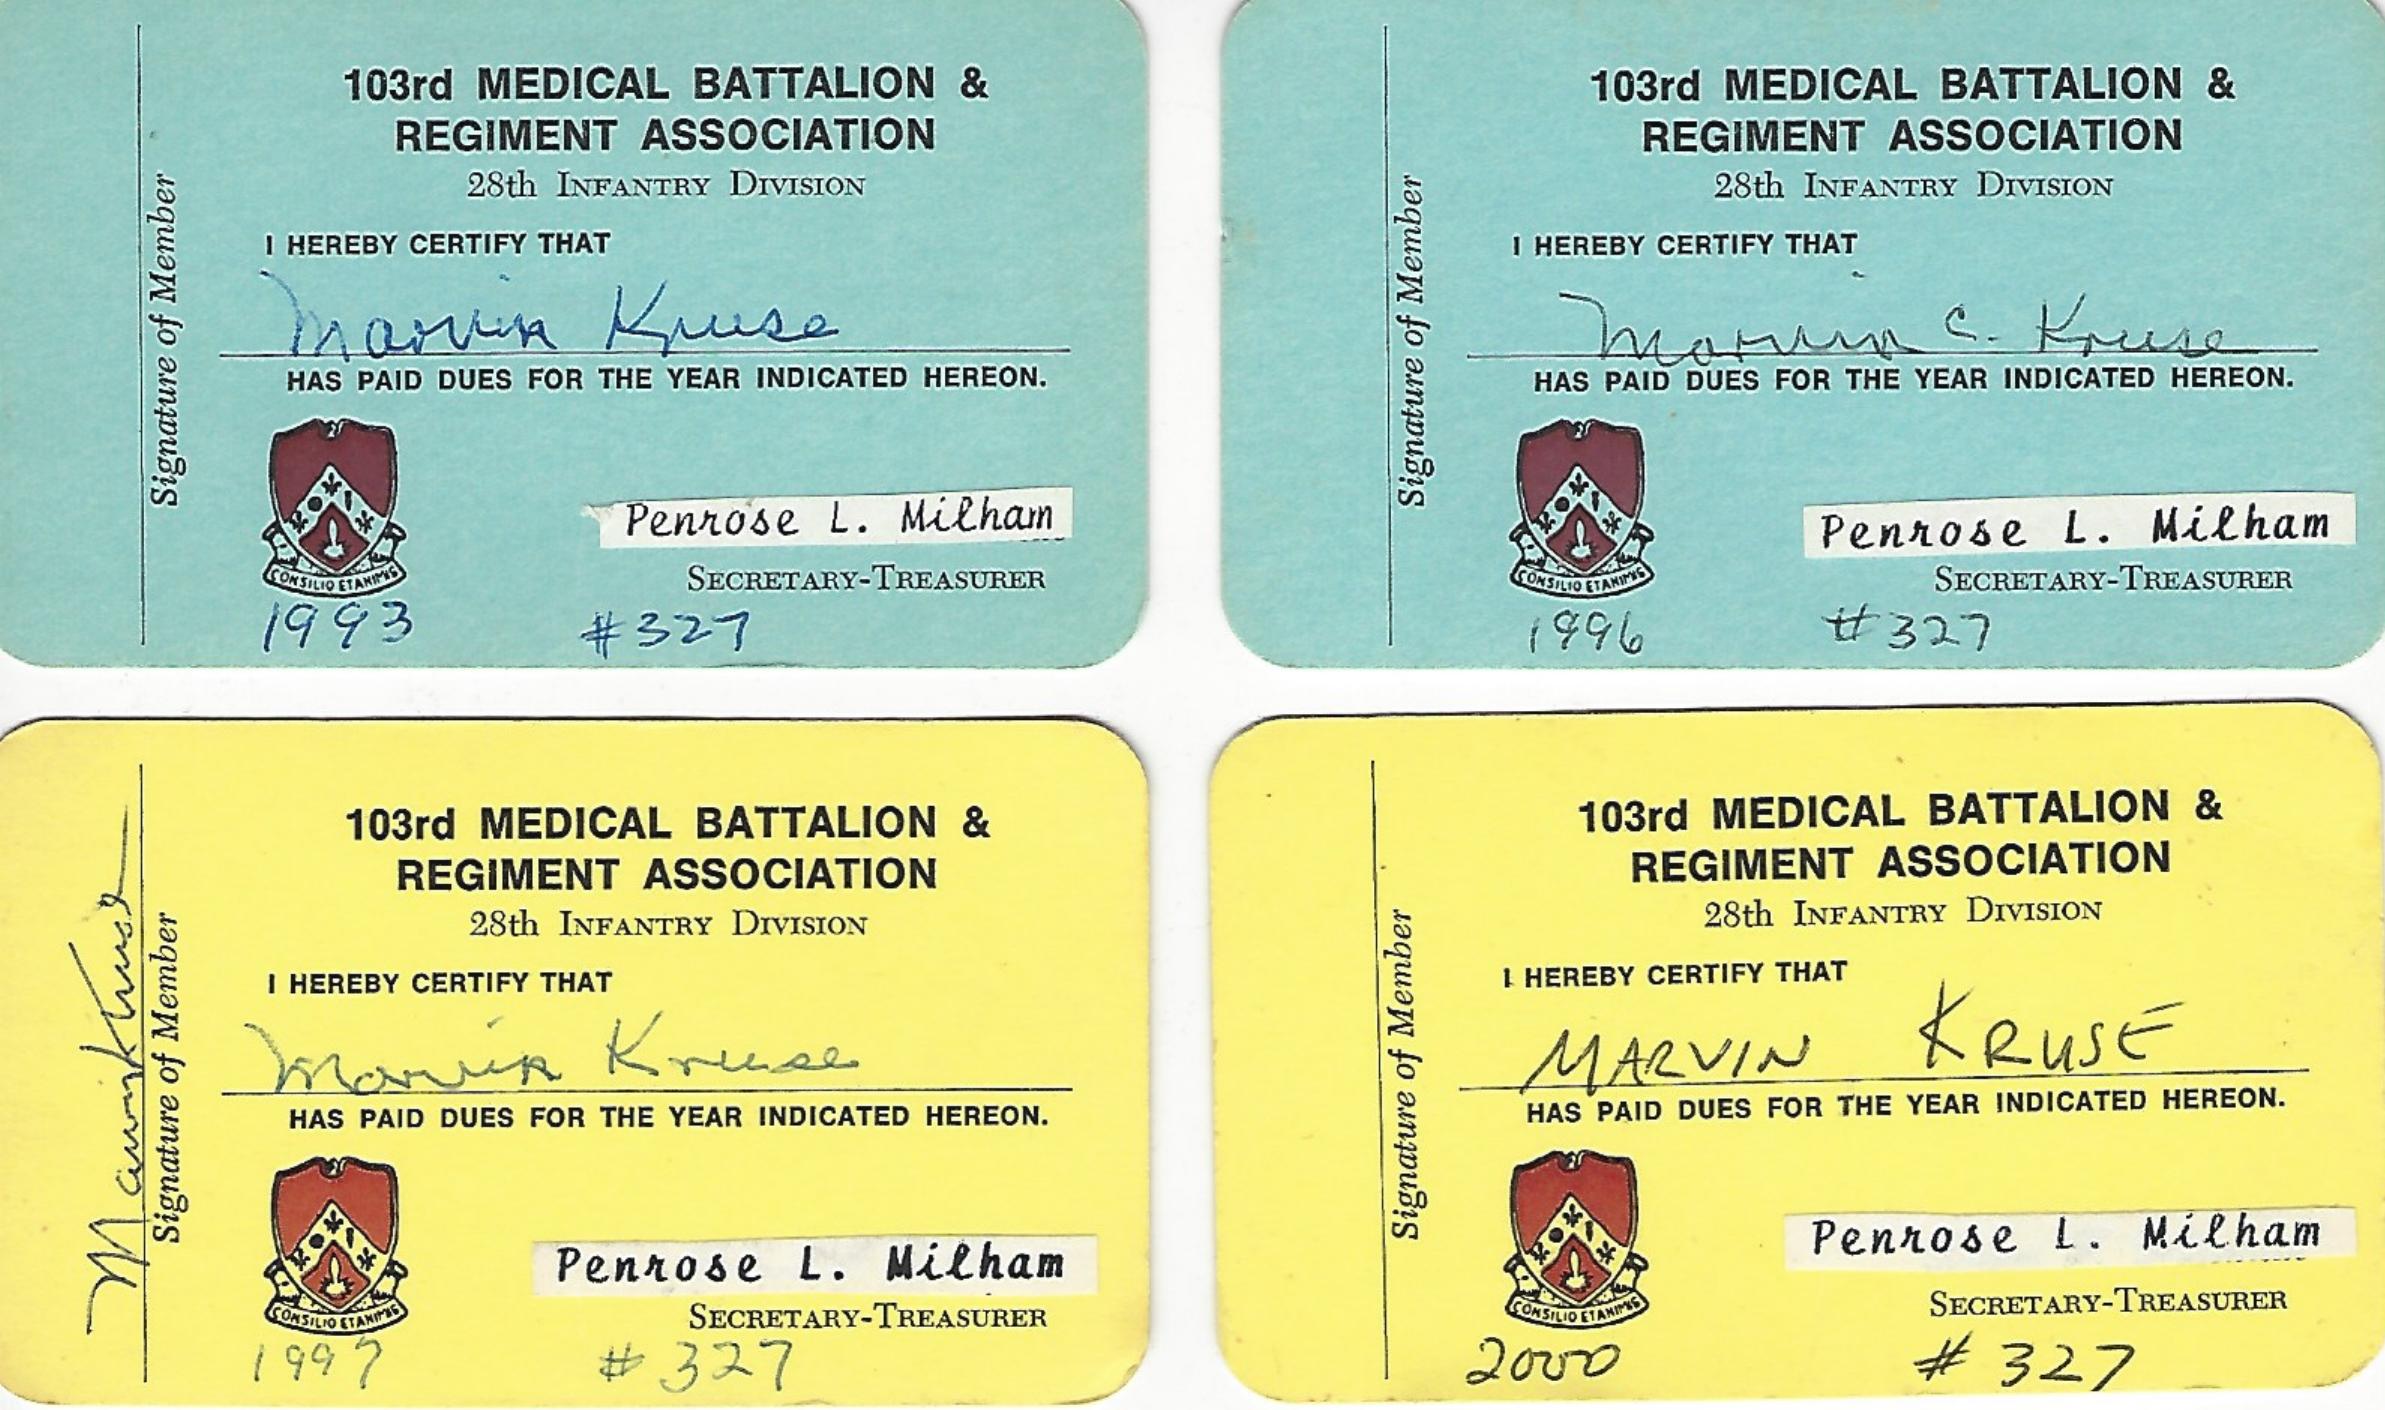 103rd MEDICAL BATTALION &
REGIMENT ASSOCIATION
28th INFANTRY DIVISION
Signature of Member
I HEREBY CERTIFY THAT
Marvin Kruse
HAS PAID DUES FOR THE YEAR INDICATED HEREON.
CONSILIO ET ANIMIS
Penrose L. Milham
SECRETARY-TREASURER
1993 #327
103rd MEDICAL BATTALION &
REGIMENT ASSOCIATION
28th INFANTRY DIVISION
Signature of Member
I HEREBY CERTIFY THAT
Marvin C. Kruse
HAS PAID DUES FOR THE YEAR INDICATED HEREON.
CONSILIO ET ANIMIS
Penrose L. Milham
SECRETARY-TREASURER
1996 #327
103rd MEDICAL BATTALION &
REGIMENT ASSOCIATION
28th INFANTRY DIVISION
Marvin Kruse
Signature of Member
I HEREBY CERTIFY THAT
Marvin Kruse
HAS PAID DUES FOR THE YEAR INDICATED HEREON.
CONSILIO ET ANIMIS
Penrose L. Milham
SECRETARY-TREASURER
1997 #327
103rd MEDICAL BATTALION &
REGIMENT ASSOCIATION
28th INFANTRY DIVISION
Signature of Member
I HEREBY CERTIFY THAT
MARVIN KRUSE
HAS PAID DUES FOR THE YEAR INDICATED HEREON.
CONSILIO ET ANIMIS
Penrose L. Milham
SECRETARY-TREASURER
2000 #327